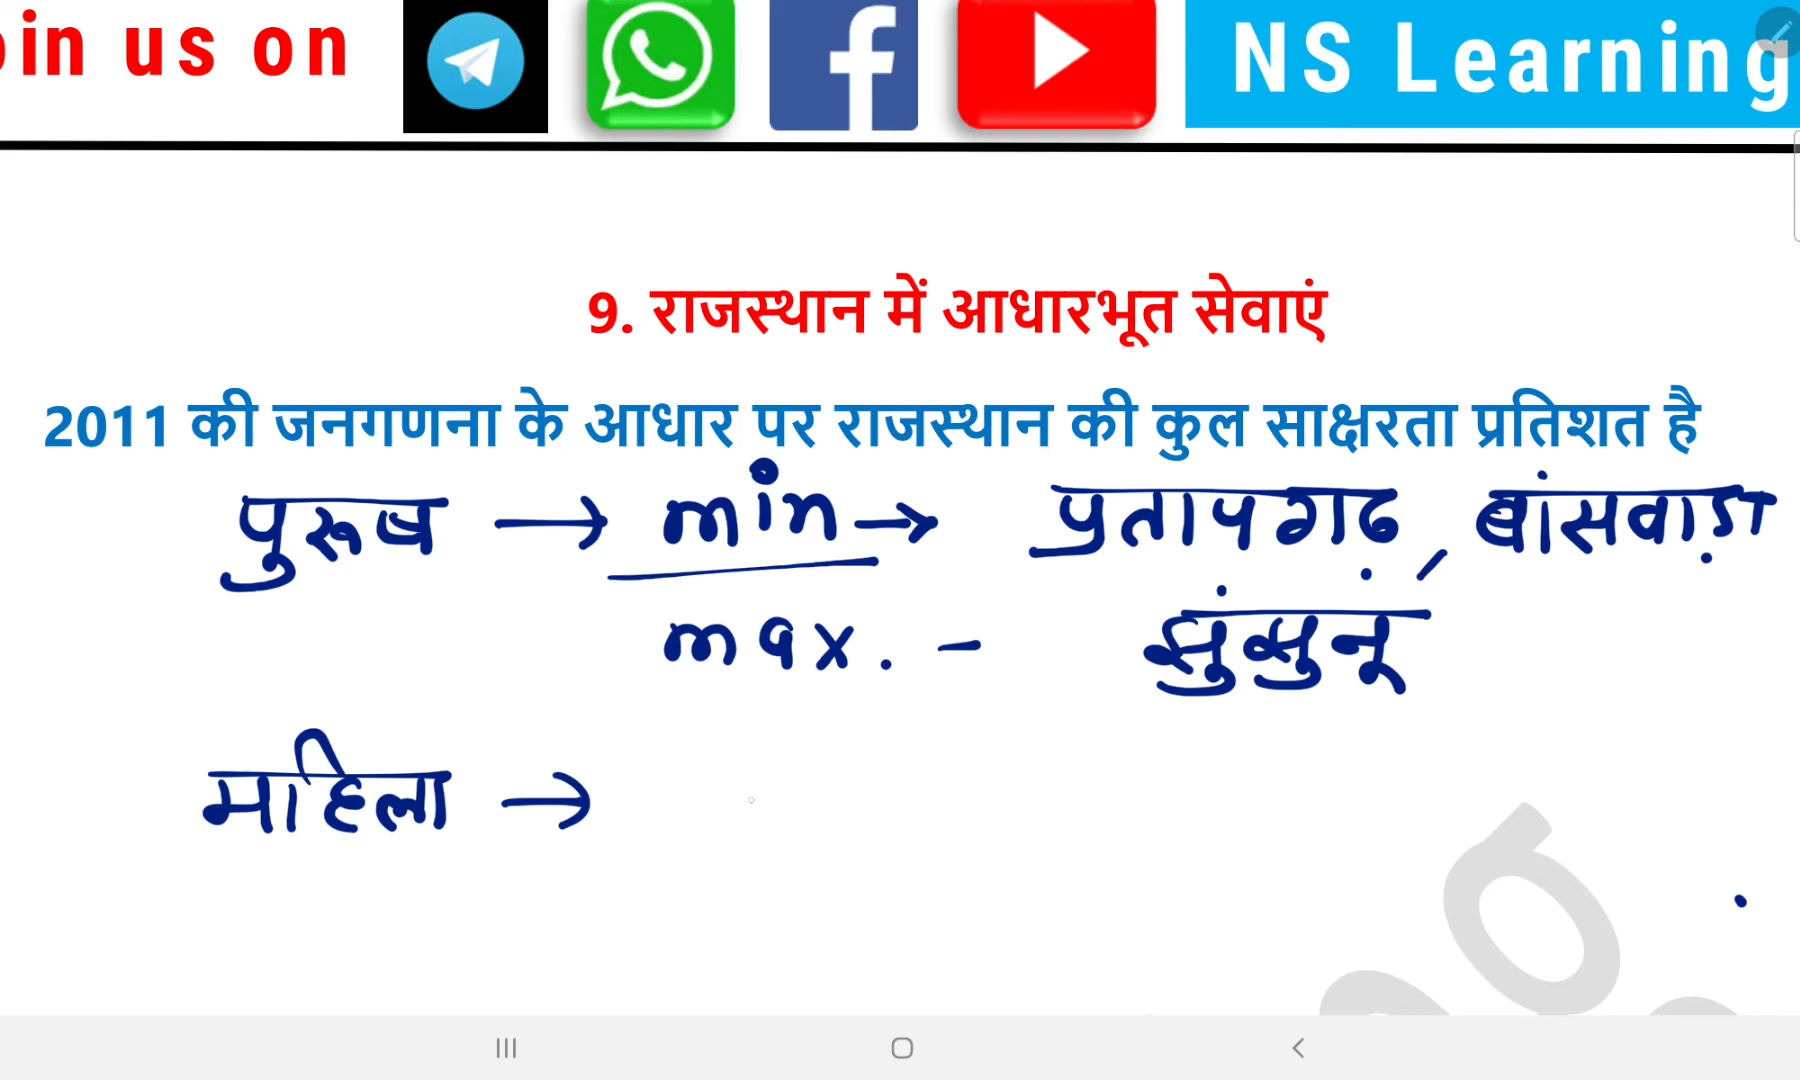 in us on NS Learning
9. राजस्थान में आधारभूत सेवाएं
2011 की जनगणना के आधार पर राजस्थान की कुल साक्षरता प्रतिशत है
पुरूष → min → प्रतापगढ़, बांसवाड़ा
max. - झुंझुनू
महिला →